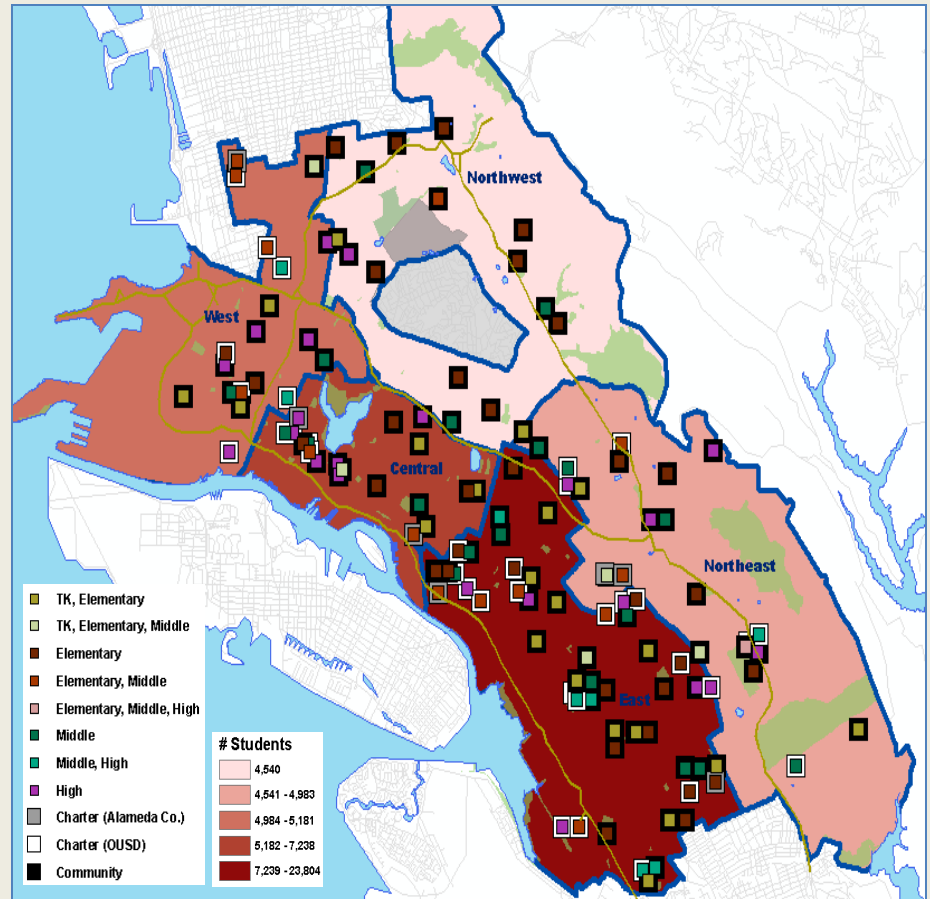 Northwest
West
Central
Northeast
East
TK, Elementary
TK, Elementary, Middle
Elementary
Elementary, Middle
Elementary, Middle, High
Middle
Middle, High
High
Charter (Alameda Co.)
Charter (OUSD)
Community
# Students
4,540
4,541 -4,983
4,984 - 5,181
5,182 - 7,238
7,239 -23,804